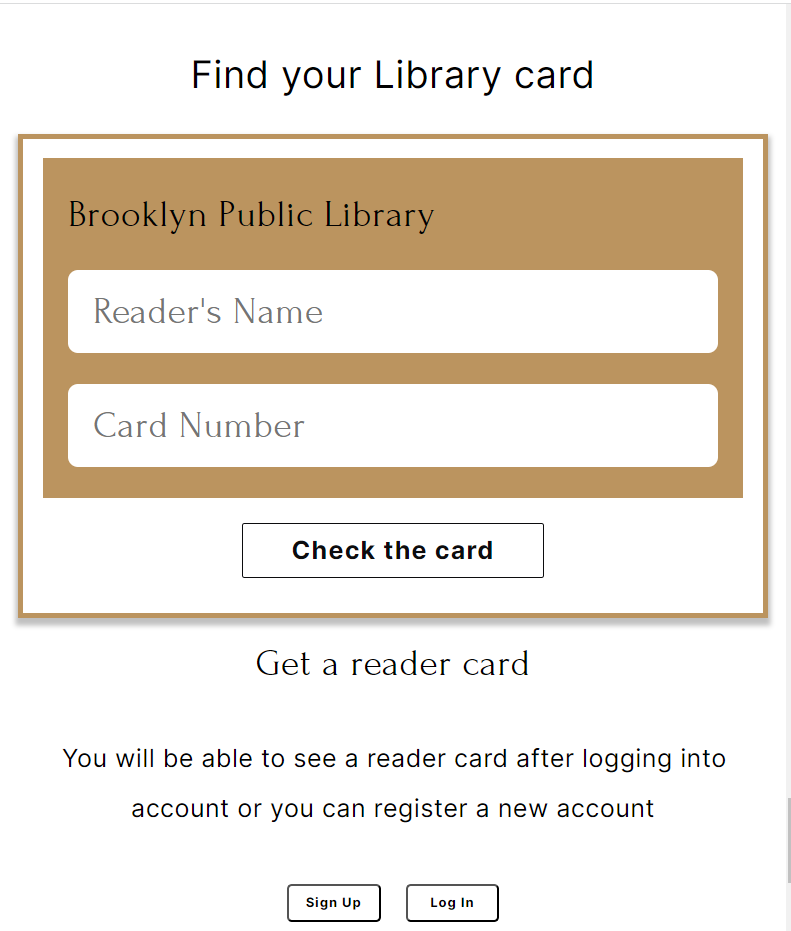 Find your Library card
Brooklyn Public Library
Reader's Name
Card Number
Check the card
Get a reader card
You will be able to see a reader card after logging into
account or you can register a new account
Sign Up
Log In